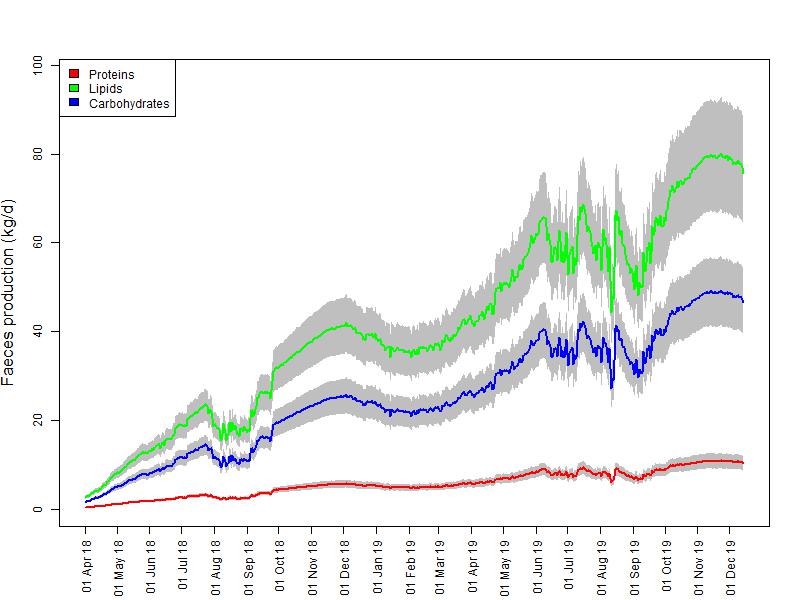 Proteins
Lipids
Carbohydrates
Faeces production (kg/d)
100
80
60
40
20
0
01 Apr 18
01 May 18
01 Jun 18
01 Jul 18
01 Aug 18
01 Sep 18
01 Oct 18
01 Nov 18
01 Dec 18
01 Jan 19
01 Feb 19
01 Mar 19
01 Apr 19
01 May 19
01 Jun 19
01 Jul 19
01 Aug 19
01 Sep 19
01 Oct 19
01 Nov 19
01 Dec 19